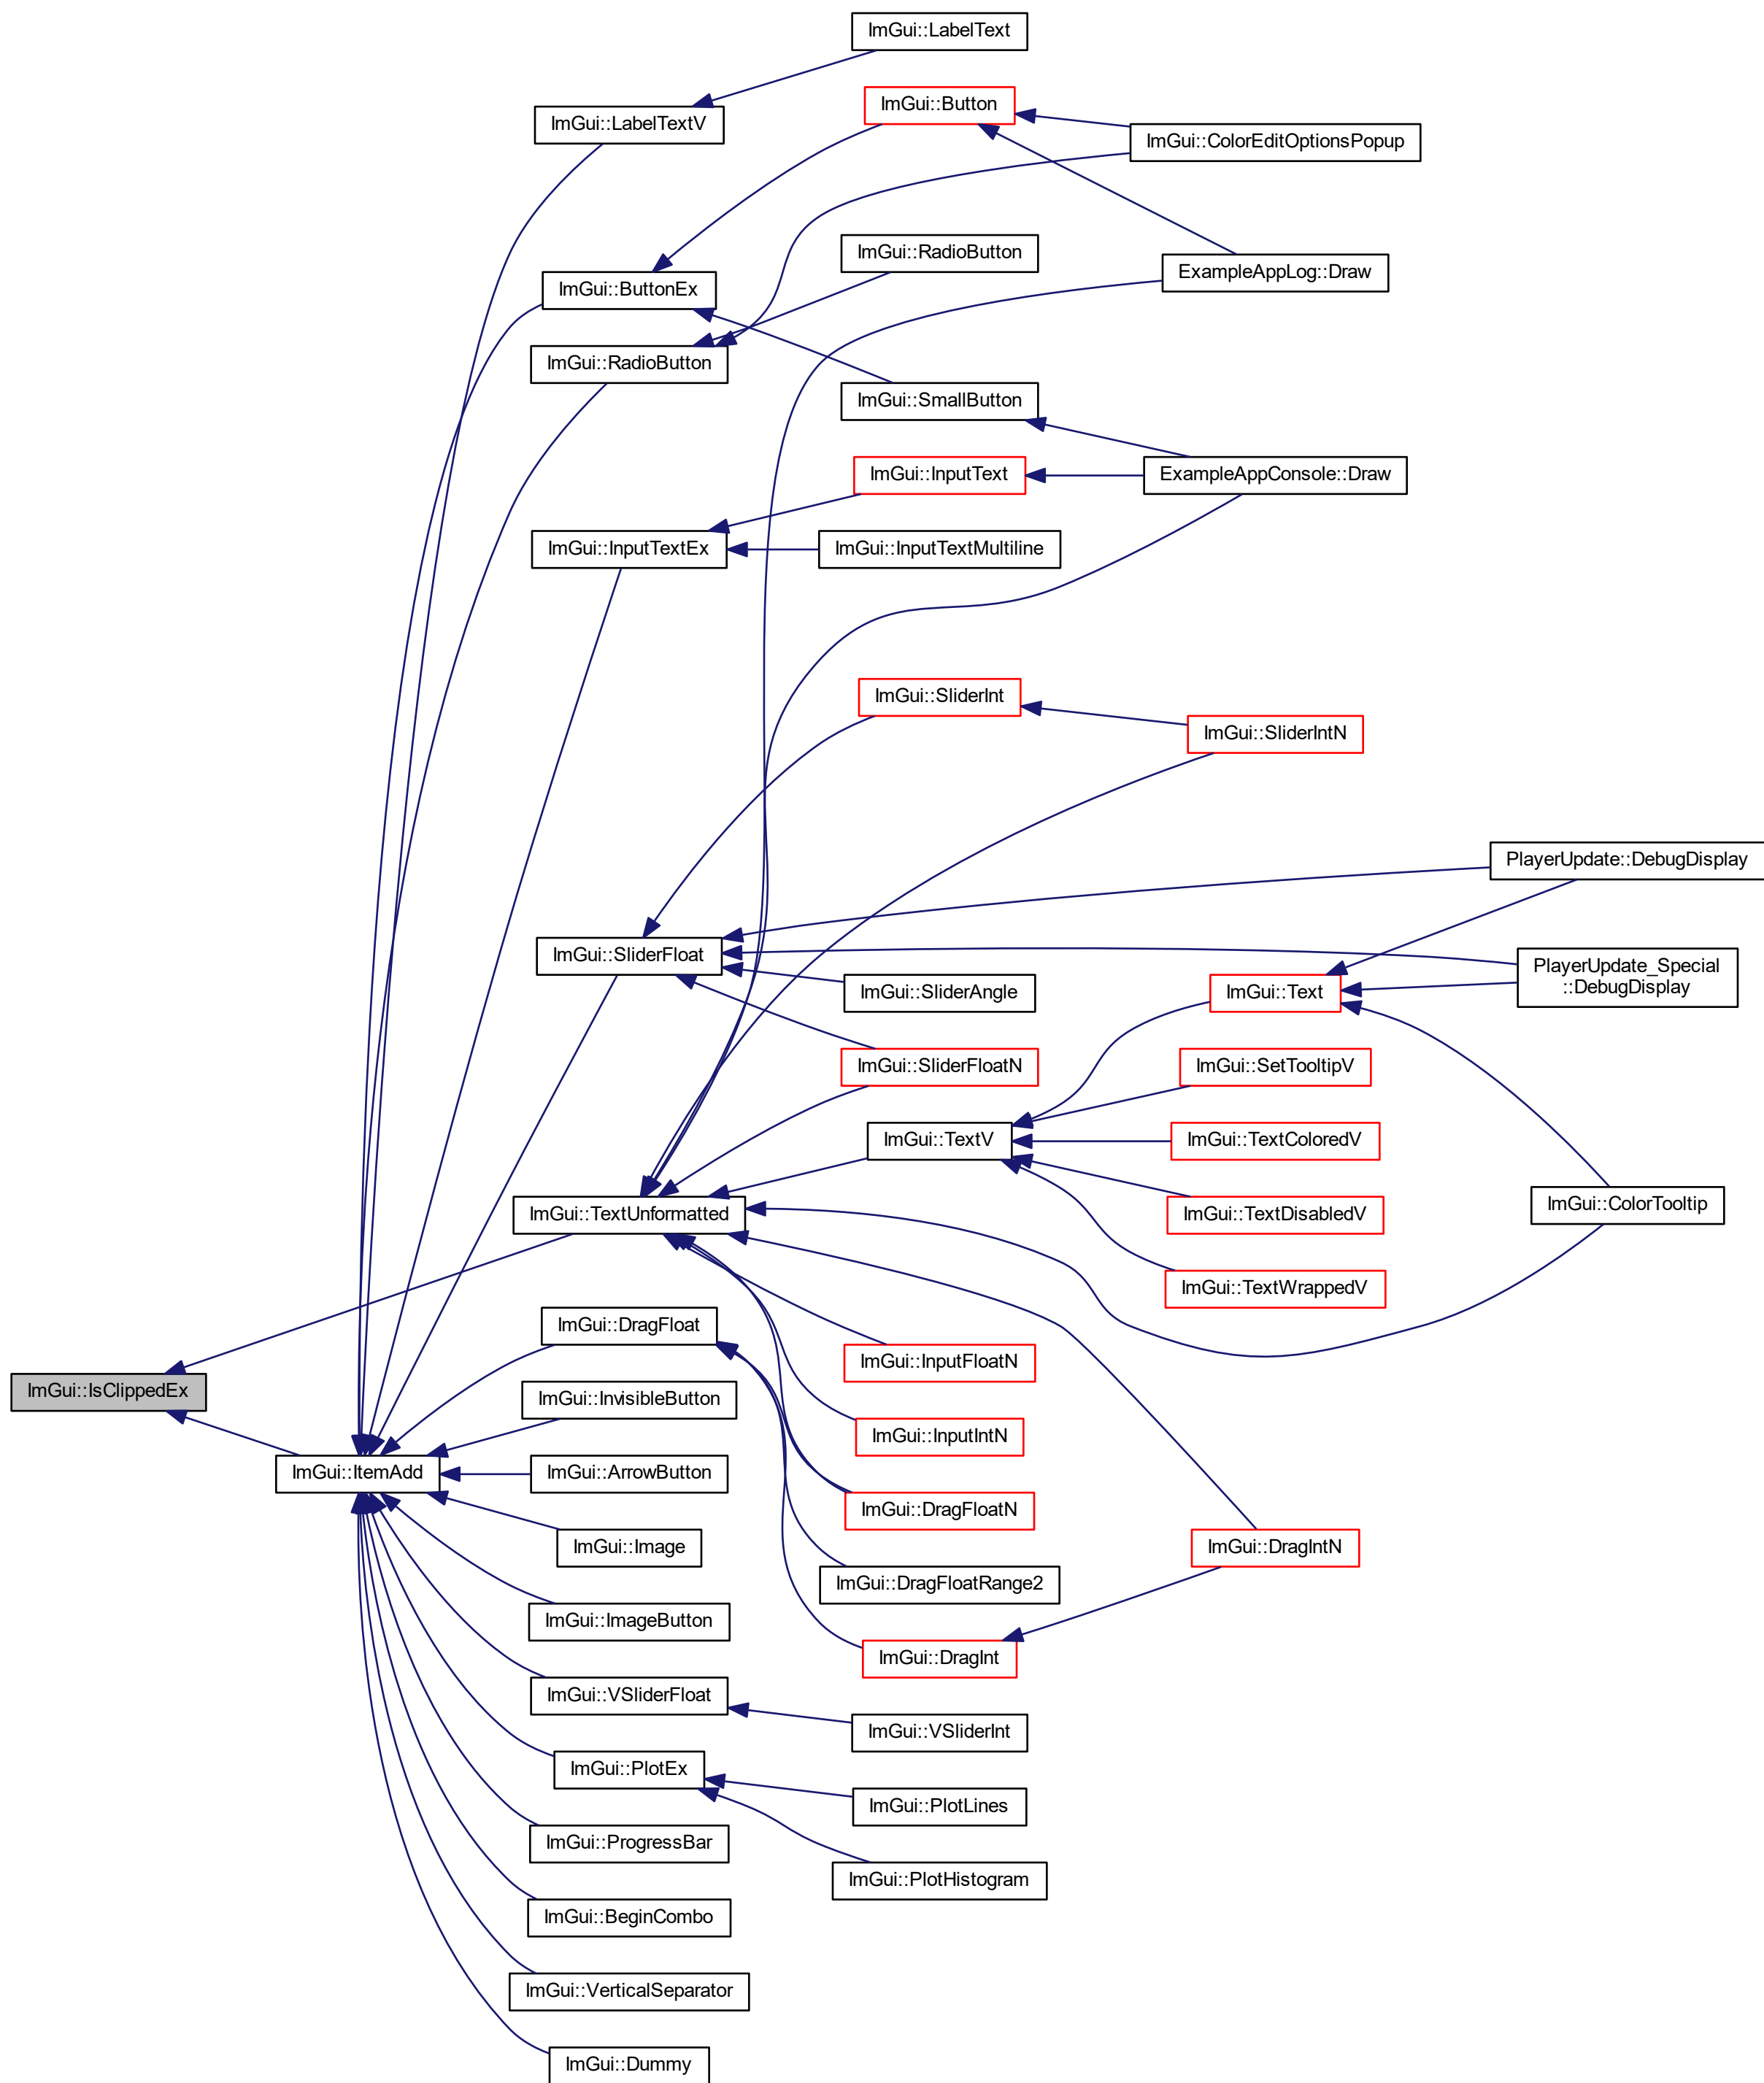 ImGui::LabelText
ImGui::Button
ImGui::LabelTextV
ImGui::ColorEditOptionsPopup
ImGui::RadioButton
ExampleAppLog::Draw
ImGui::ButtonEx
ImGui::RadioButton
ImGui::SmallButton
ImGui::InputText
ExampleAppConsole::Draw
ImGui::InputTextEx
ImGui::InputTextMultiline
ImGui::SliderInt
ImGui::SliderIntN
PlayerUpdate::DebugDisplay
ImGui::SliderFloat
PlayerUpdate_Special
::DebugDisplay
ImGui::SliderAngle
ImGui::Text
ImGui::SliderFloatN
ImGui::SetTooltipV
ImGui::TextV
ImGui::TextColoredV
ImGui::TextUnformatted
ImGui::TextDisabledV
ImGui::ColorTooltip
ImGui::TextWrappedV
ImGui::DragFloat
ImGui::InputFloatN
ImGui::IsClippedEx
ImGui::InvisibleButton
ImGui::InputIntN
ImGui::ItemAdd
ImGui::ArrowButton
ImGui::DragFloatN
ImGui::Image
ImGui::DragIntN
ImGui::DragFloatRange2
ImGui::ImageButton
ImGui::DragInt
ImGui::VSliderFloat
ImGui::VSliderInt
ImGui::PlotEx
ImGui::PlotLines
ImGui::ProgressBar
ImGui::PlotHistogram
ImGui::BeginCombo
ImGui::VerticalSeparator
ImGui::Dummy